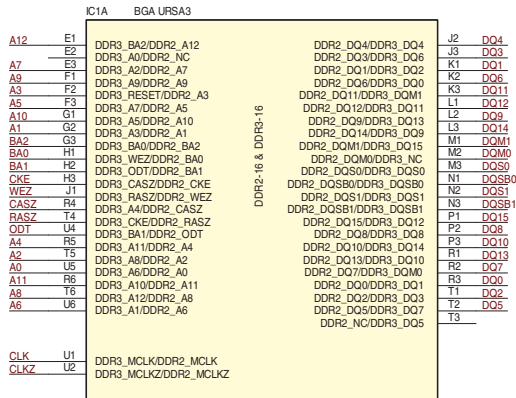 IC1A BGA URSA3
A12 E1 DDR3_BA2/DDR2_A12 DDR2_DQ4/DDR3_DQ4 J2 DQ4
E2 DDR3_A0/DDR2_NC DDR2_DQ3/DDR3_DQ6 J3 DQ3
A7 E3 DDR3_A2/DDR2_A7 DDR2_DQ1/DDR3_DQ2 K1 DQ1
A9 F1 DDR3_A9/DDR2_A9 DDR2_DQ6/DDR3_DQ0 K2 DQ6
A3 F2 DDR3_RESET/DDR2_A3 DDR2_DQ11/DDR3_DQM1 K3 DQ11
A5 F3 DDR3_A7/DDR2_A5 DDR2_DQ12/DDR3_DQ11 L1 DQ12
A10 G1 DDR3_A5/DDR2_A10 DDR2_DQ9/DDR3_DQ13 L2 DQ9
A1 G2 DDR3_A3/DDR2_A1 DDR2_DQ14/DDR3_DQ9 L3 DQ14
BA2 G3 DDR3_BA0/DDR2_BA2 DDR2_DQM1/DDR3_DQ15 M1 DQM1
BA0 H1 DDR3_WEZ/DDR2_BA0 DDR2_DQM0/DDR3_NC M2 DQM0
BA1 H2 DDR3_ODT/DDR2_BA1 DDR2_DQS0/DDR3_DQS0 M3 DQS0
CKE H3 DDR3_CASZ/DDR2_CKE DDR2_DQSB0/DDR3_DQSB0 N1 DQSB0
WEZ J1 DDR3_RASZ/DDR2_WEZ DDR2_DQS1/DDR3_DQS1 N2 DQS1
CASZ R4 DDR3_A4/DDR2_CASZ DDR2_DQSB1/DDR3_DQSB1 N3 DQSB1
RASZ T4 DDR3_CKE/DDR2_RASZ DDR2_DQ15/DDR3_DQ12 P1 DQ15
ODT U4 DDR3_BA1/DDR2_ODT DDR2_DQ8/DDR3_DQ8 P2 DQ8
A4 R5 DDR3_A11/DDR2_A4 DDR2_DQ10/DDR3_DQ14 P3 DQ10
A2 T5 DDR3_A8/DDR2_A2 DDR2_DQ13/DDR3_DQ10 R1 DQ13
A0 U5 DDR3_A6/DDR2_A0 DDR2_DQ7/DDR3_DQM0 R2 DQ7
A11 R6 DDR3_A10/DDR2_A11 DDR2_DQ0/DDR3_DQ1 R3 DQ0
A8 T6 DDR3_A12/DDR2_A8 DDR2_DQ2/DDR3_DQ3 T1 DQ2
A6 U6 DDR3_A1/DDR2_A6 DDR2_DQ5/DDR3_DQ7 T2 DQ5
DDR2_NC/DDR3_DQ5 T3
DDR2-16 & DDR3-16
CLK U1 DDR3_MCLK/DDR2_MCLK
CLKZ U2 DDR3_MCLKZ/DDR2_MCLKZ